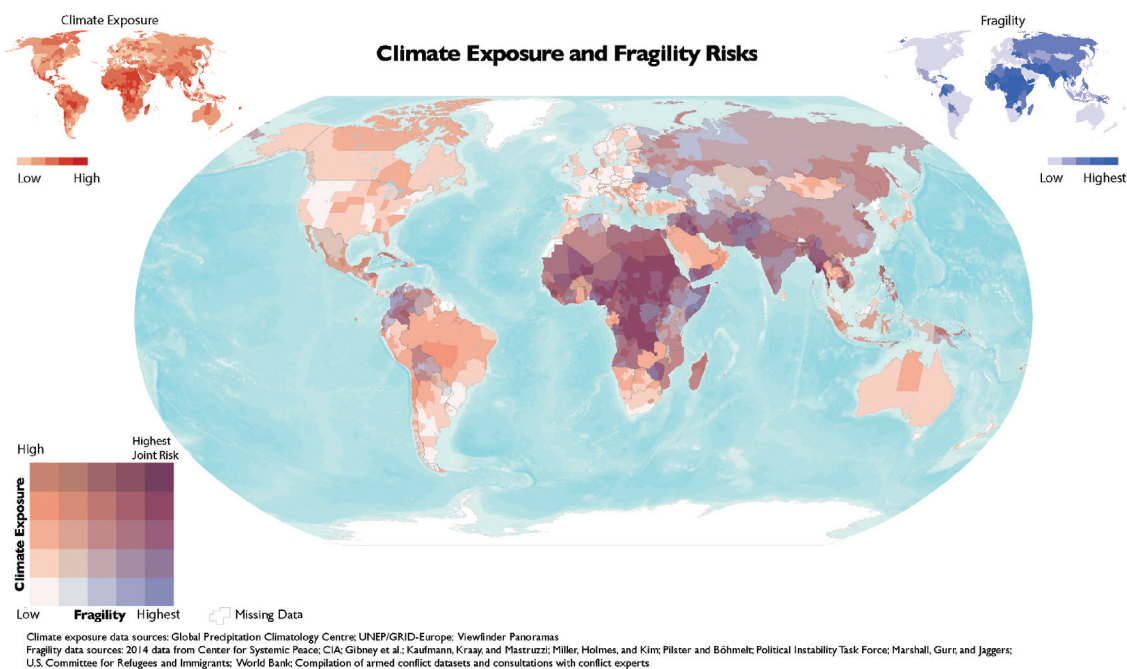 Climate Exposure
Low High
Climate Exposure and Fragility Risks
Fragility
Low Highest
High
Highest
Joint Risk
Climate Exposure
Low Fragility Highest
Missing Data
Climate exposure data sources: Global Precipitation Climatology Centre; UNEP/GRID-Europe; Viewfinder Panoramas
Fragility data sources: 2014 data from Center for Systemic Peace; CIA; Gibney et al.; Kaufmann, Kraay, and Mastruzzi; Miller, Holmes, and Kim; Pilster and Böhmelt; Political Instability Task Force; Marshall, Gurr, and Jaggers;
U.S. Committee for Refugees and Immigrants; World Bank; Compilation of armed conflict datasets and consultations with conflict experts